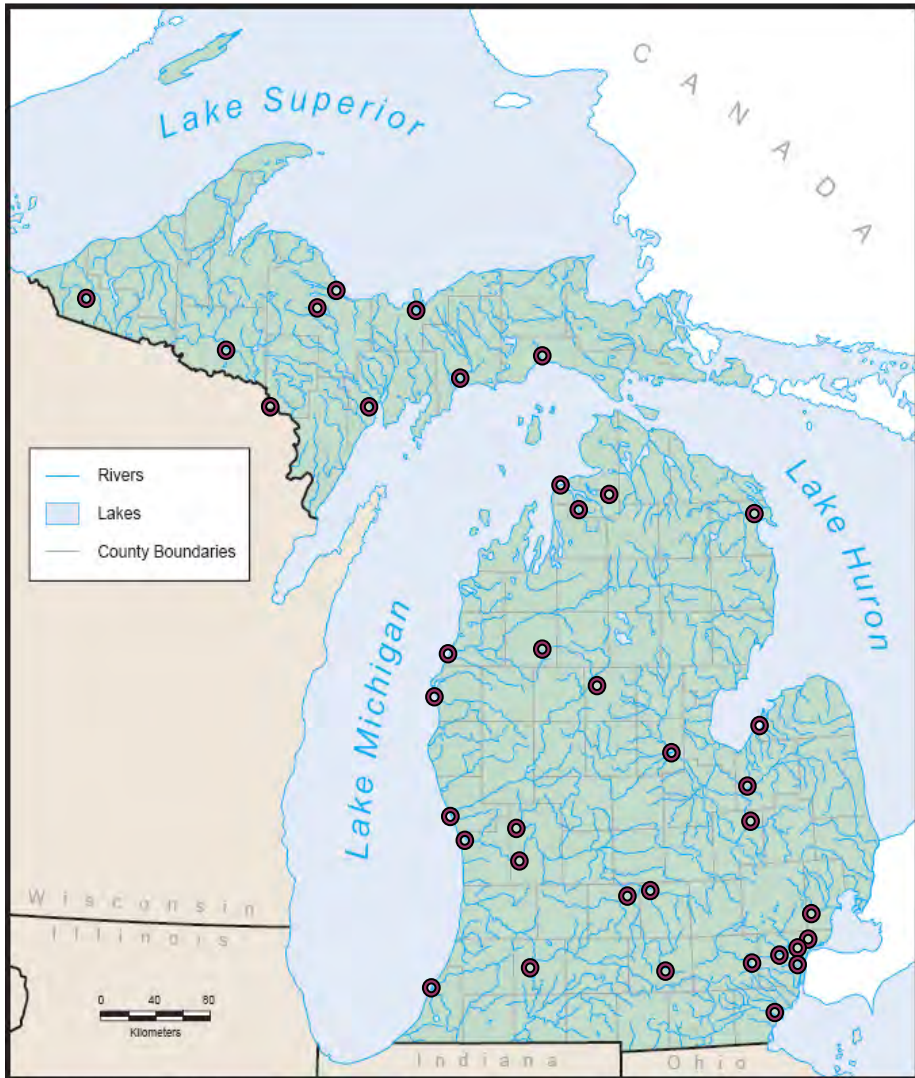 CANADA
Lake Superior
Rivers
Lakes
County Boundaries
Lake Huron
Lake Michigan
Wisconsin
Illinois
0 40 80
Kilometers
Indiana
Ohio